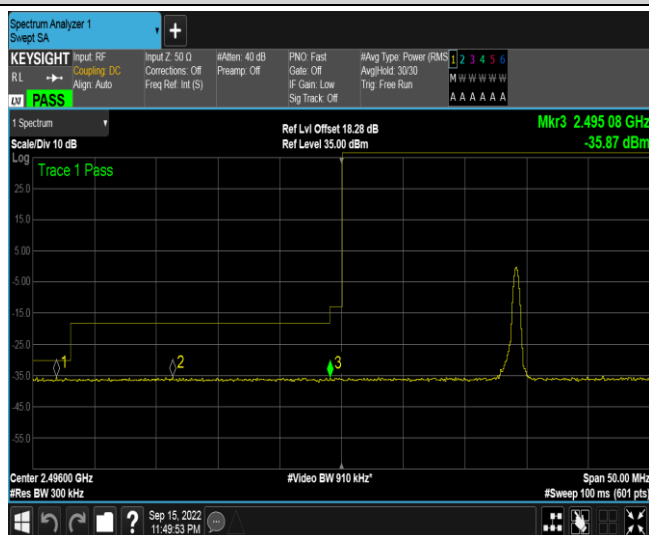 Spectrum Analyzer 1
Swept SA
+
KEYSIGHT
RL
LXI PASS
Input: RF
Coupling: DC
Align: Auto
Input Z: 50 Ω
Corrections: Off
Freq Ref: Int (S)
#Atten: 40 dB
Preamp: Off
PNO: Fast
Gate: Off
IF Gain: Low
Sig Track: Off
#Avg Type: Power (RMS
Avg|Hold: 30/30
Trig: Free Run
1 2 3 4 5 6
M W W W W W
A A A A A A
1 Spectrum
Scale/Div 10 dB
Ref Lvl Offset 18.28 dB
Ref Level 35.00 dBm
Mkr3 2.495 08 GHz
-35.87 dBm
Log
Trace 1 Pass
25.0
15.0
5.00
-5.00
-15.0
-25.0
-35.0
-45.0
-55.0
1
2
3
Center 2.49600 GHz
#Res BW 300 kHz
#Video BW 910 kHz*
Span 50.00 MHz
#Sweep 100 ms (601 pts)
?
Sep 15, 2022
11:49:53 PM